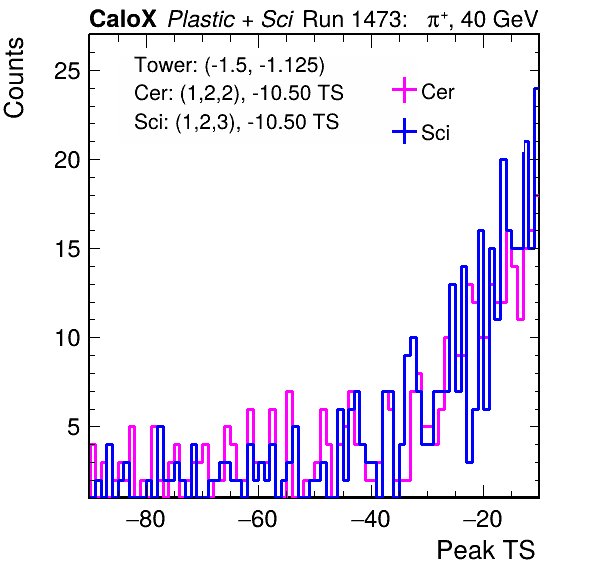 CaloX Plastic + Sci Run 1473: π+, 40 GeV
Counts
Tower: (-1.5, -1.125)
Cer: (1,2,2), -10.50 TS
Sci: (1,2,3), -10.50 TS
Cer
Sci
25
20
15
10
5
−80 −60 −40 −20
Peak TS